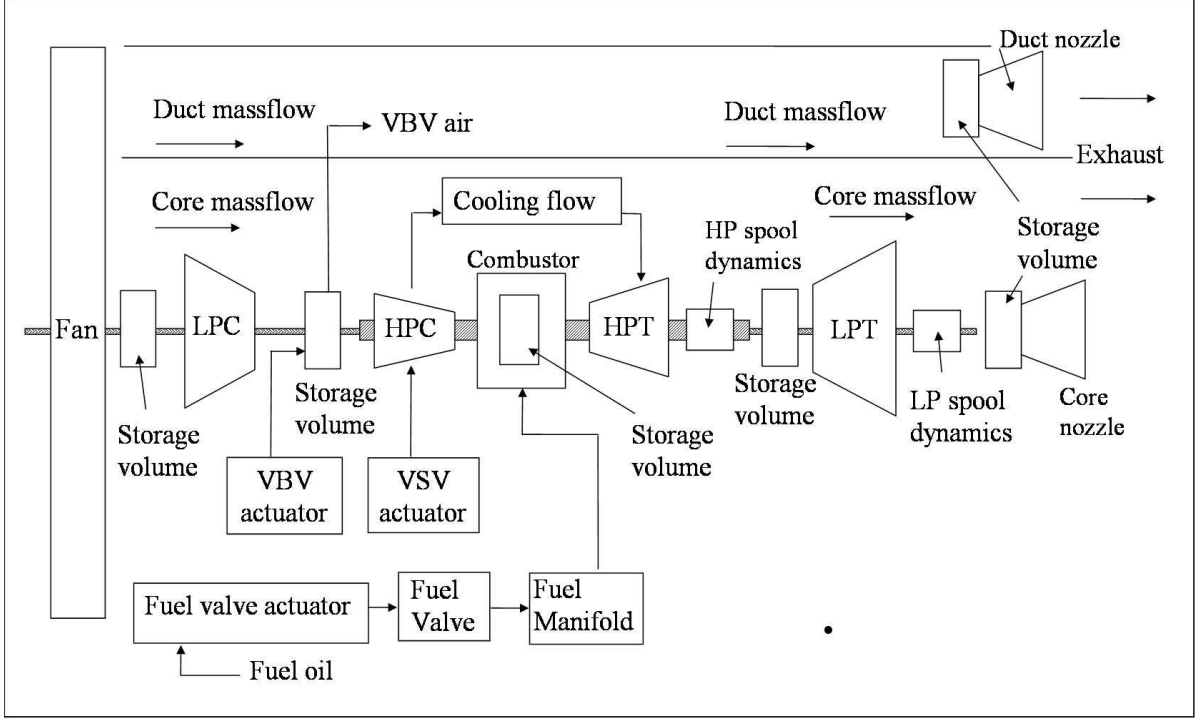 Duct nozzle
Duct massflow
VBV air
Duct massflow
Exhaust
Core massflow
Cooling flow
Core massflow
HP spool
dynamics
Storage
volume
Combustor
Fan
LPC
HPC
HPT
LPT
Storage
volume
Storage
volume
Storage
volume
Storage
volume
LP spool
dynamics
Core
nozzle
VBV
actuator
VSV
actuator
Fuel valve actuator
Fuel
Valve
Fuel
Manifold
Fuel oil